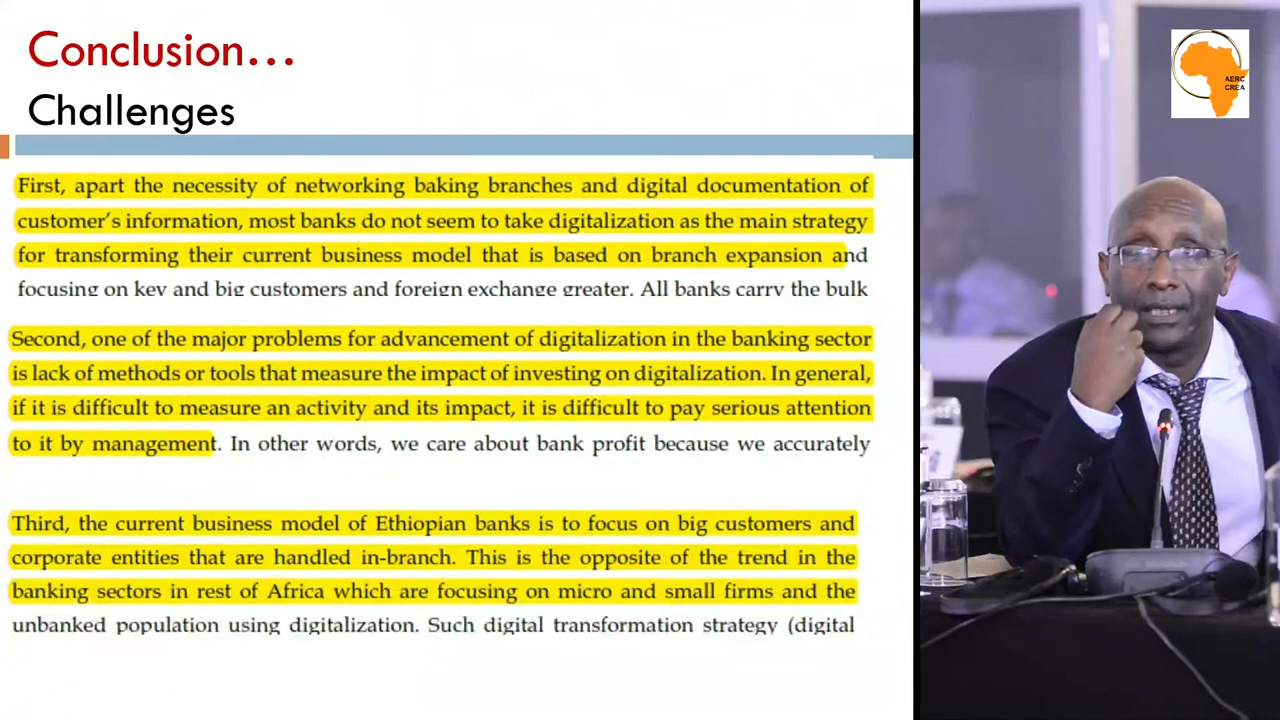 Conclusion...
Challenges
First, apart the necessity of networking baking branches and digital documentation of
customer's information, most banks do not seem to take digitalization as the main strategy
for transforming their current business model that is based on branch expansion and
focusing on key and big customers and foreign exchange greater. All banks carry the bulk
Second, one of the major problems for advancement of digitalization in the banking sector
is lack of methods or tools that measure the impact of investing on digitalization. In general,
if it is difficult to measure an activity and its impact, it is difficult to pay serious attention
to it by management. In other words, we care about bank profit because we accurately
Third, the current business model of Ethiopian banks is to focus on big customers and
corporate entities that are handled in-branch. This is the opposite of the trend in the
banking sectors in rest of Africa which are focusing on micro and small firms and the
unbanked population using digitalization. Such digital transformation strategy (digital
AERC
CREA